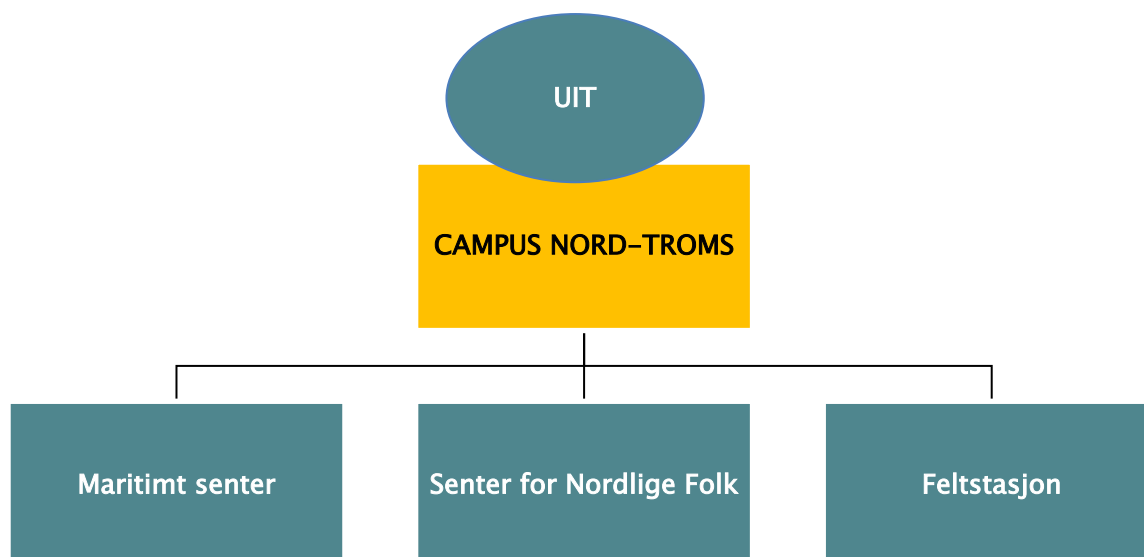 UIT
CAMPUS NORD-TROMS
Maritimt senter
Senter for Nordlige Folk
Feltstasjon